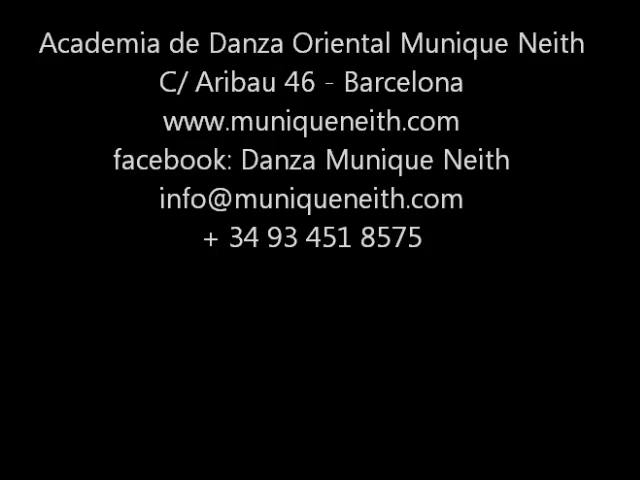 Academia de Danza Oriental Munique Neith
C/ Aribau 46 - Barcelona
www.muniqueneith.com
facebook: Danza Munique Neith
info@muniqueneith.com
+ 34 93 451 8575